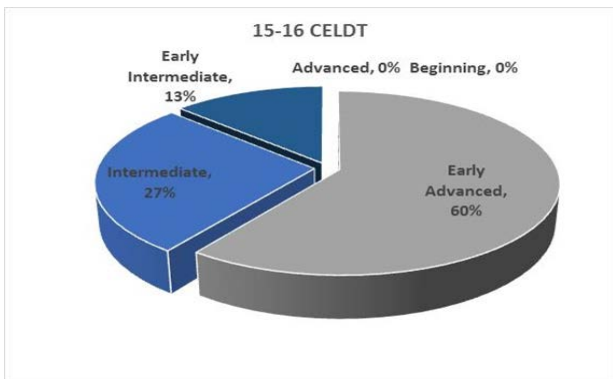 15-16 CELDT
Early
Intermediate,
13%
Advanced, 0% Beginning, 0%
Intermediate,
27%
Early
Advanced,
60%